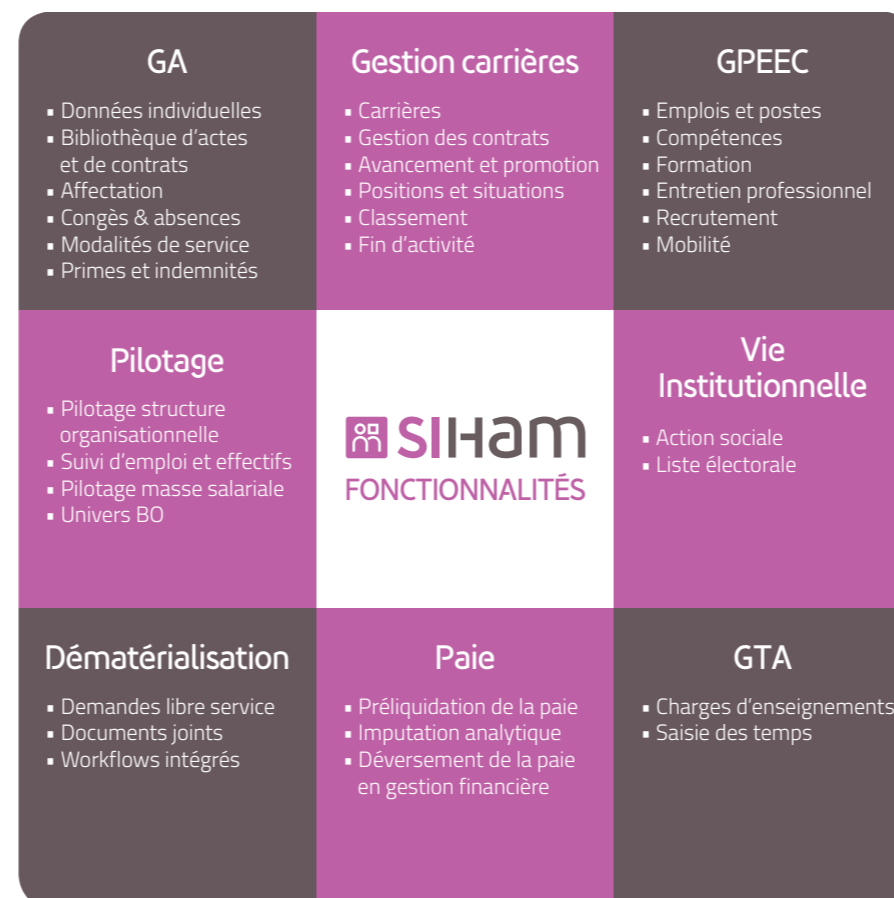 GA
▪ Données individuelles
▪ Bibliothèque d’actes
et de contrats
▪ Affectation
▪ Congès & absences
▪ Modalités de service
▪ Primes et indemnités
Gestion carrières
▪ Carrières
▪ Gestion des contrats
▪ Avancement et promotion
▪ Positions et situations
▪ Classement
▪ Fin d’activité
GPEEC
▪ Emplois et postes
▪ Compétences
▪ Formation
▪ Entretien professionnel
▪ Recrutement
▪ Mobilité
Pilotage
▪ Pilotage structure
organisationnelle
▪ Suivi d’emploi et effectifs
▪ Pilotage masse salariale
▪ Univers BO
SIHam
FONCTIONNALITÉS
Vie
Institutionnelle
▪ Action sociale
▪ Liste électorale
Dématérialisation
▪ Demandes libre service
▪ Documents joints
▪ Workflows intégrés
Paie
▪ Préliquidation de la paie
▪ Imputation analytique
▪ Déversement de la paie
en gestion financière
GTA
▪ Charges d’enseignements
▪ Saisie des temps